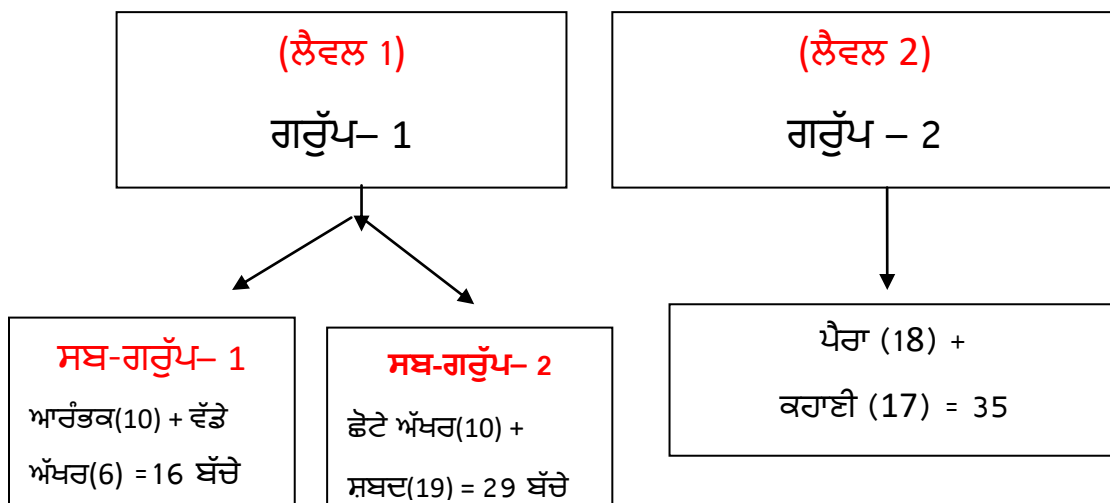 (ਲੈਵਲ 1)
ਗਰੁੱਪ– 1
(ਲੈਵਲ 2)
ਗਰੁੱਪ – 2
ਸਬ-ਗਰੁੱਪ– 1
ਆਰੰਭਕ(10) + ਵੱਡੇ
ਅੱਖਰ(6) =16 ਬੱਚੇ
ਸਬ-ਗਰੁੱਪ– 2
ਛੋਟੇ ਅੱਖਰ(10) +
ਸ਼ਬਦ(19) = 29 ਬੱਚੇ
ਪੈਰਾ (18) +
ਕਹਾਣੀ (17) = 35